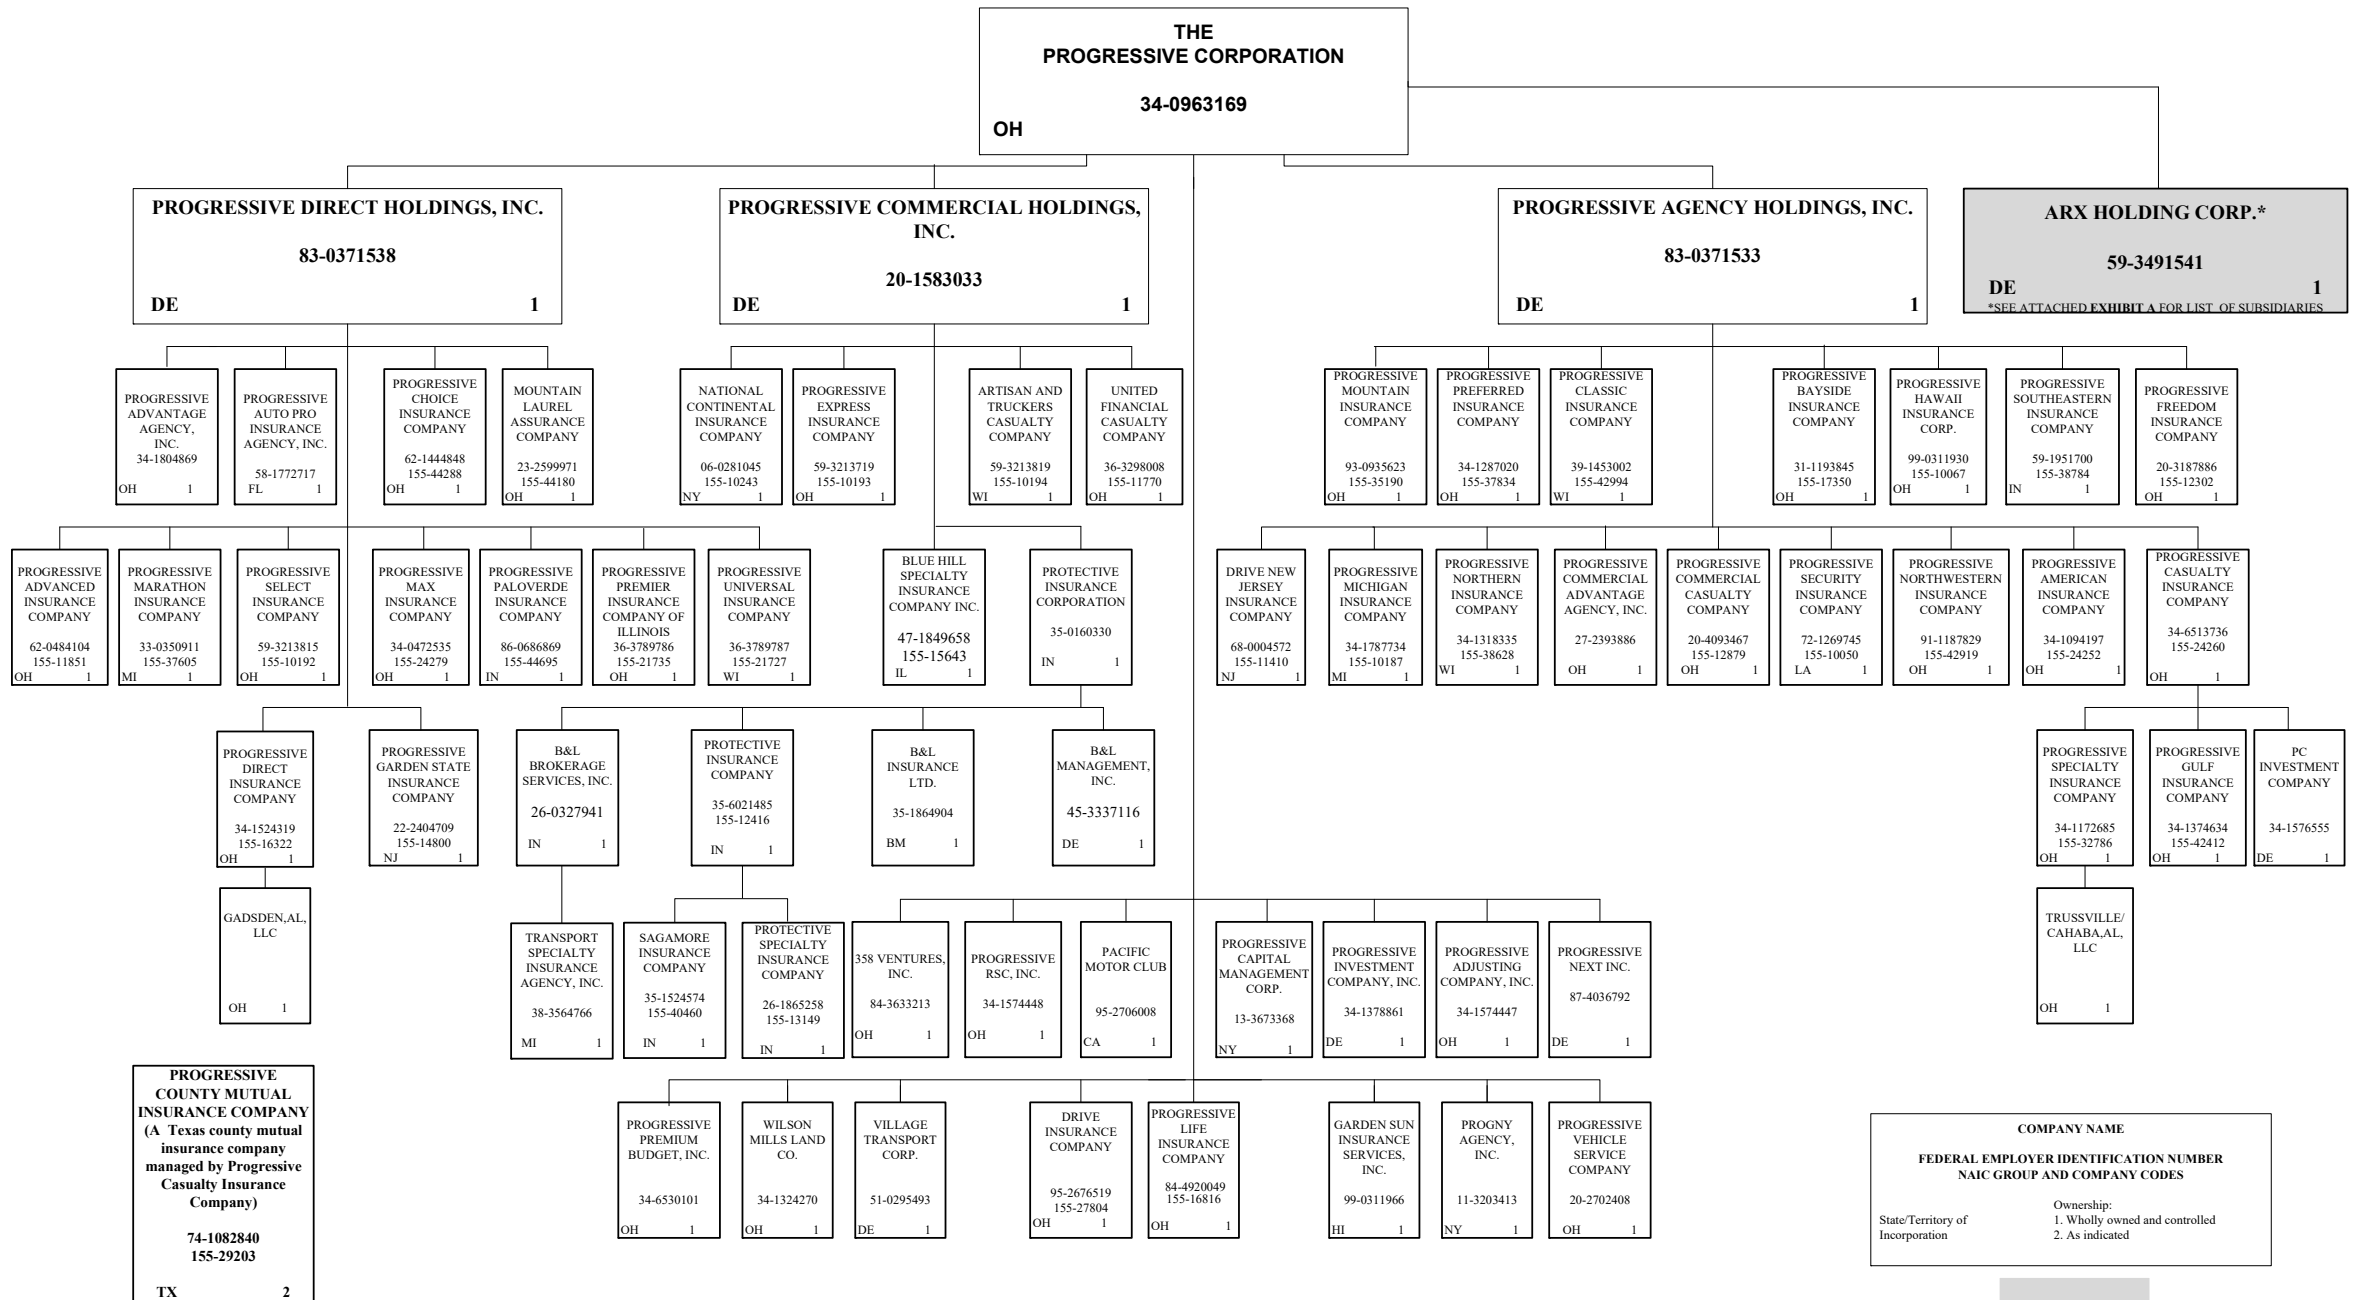 THE
PROGRESSIVE CORPORATION
34-0963169
OH
PROGRESSIVE DIRECT HOLDINGS, INC.
83-0371538
DE 1
PROGRESSIVE COMMERCIAL HOLDINGS,
INC.
20-1583033
DE 1
PROGRESSIVE AGENCY HOLDINGS, INC.
83-0371533
DE 1
ARX HOLDING CORP.*
59-3491541
DE 1
*SEE ATTACHED EXHIBIT A FOR LIST OF SUBSIDIARIES
PROGRESSIVE
ADVANTAGE
AGENCY,
INC.
34-1804869
OH 1
PROGRESSIVE
AUTO PRO
INSURANCE
AGENCY, INC.
58-1772717
FL 1
PROGRESSIVE
CHOICE
INSURANCE
COMPANY
62-1444848
155-44288
OH 1
MOUNTAIN
LAUREL
ASSURANCE
COMPANY
23-2599971
155-44180
OH 1
NATIONAL
CONTINENTAL
INSURANCE
COMPANY
06-0281045
155-10243
NY 1
PROGRESSIVE
EXPRESS
INSURANCE
COMPANY
59-3213719
155-10193
OH 1
ARTISAN AND
TRUCKERS
CASUALTY
COMPANY
59-3213819
155-10194
WI 1
UNITED
FINANCIAL
CASUALTY
COMPANY
36-3298008
155-11770
OH 1
PROGRESSIVE
MOUNTAIN
INSURANCE
COMPANY
93-0935623
155-35190
OH 1
PROGRESSIVE
PREFERRED
INSURANCE
COMPANY
34-1287020
155-37834
OH 1
PROGRESSIVE
CLASSIC
INSURANCE
COMPANY
39-1453002
155-42994
WI 1
PROGRESSIVE
BAYSIDE
INSURANCE
COMPANY
31-1193845
155-17350
OH 1
PROGRESSIVE
HAWAII
INSURANCE
CORP.
99-0311930
155-10067
OH 1
PROGRESSIVE
SOUTHEASTERN
INSURANCE
COMPANY
59-1951700
155-38784
IN 1
PROGRESSIVE
FREEDOM
INSURANCE
COMPANY
20-3187886
155-12302
OH 1
PROGRESSIVE
ADVANCED
INSURANCE
COMPANY
62-0484104
155-11851
OH 1
PROGRESSIVE
MARATHON
INSURANCE
COMPANY
33-0350911
155-37605
MI 1
PROGRESSIVE
SELECT
INSURANCE
COMPANY
59-3213815
155-10192
OH 1
PROGRESSIVE
MAX
INSURANCE
COMPANY
34-0472535
155-24279
OH 1
PROGRESSIVE
PALOVERDE
INSURANCE
COMPANY
86-0686869
155-44695
IN 1
PROGRESSIVE
PREMIER
INSURANCE
COMPANY OF
ILLINOIS
36-3789786
155-21735
OH 1
PROGRESSIVE
UNIVERSAL
INSURANCE
COMPANY
36-3789787
155-21727
WI 1
BLUE HILL
SPECIALTY
INSURANCE
COMPANY INC.
47-1849658
155-15643
IL 1
PROTECTIVE
INSURANCE
CORPORATION
35-0160330
IN 1
DRIVE NEW
JERSEY
INSURANCE
COMPANY
68-0004572
155-11410
NJ 1
PROGRESSIVE
MICHIGAN
INSURANCE
COMPANY
34-1787734
155-10187
MI 1
PROGRESSIVE
NORTHERN
INSURANCE
COMPANY
34-1318335
155-38628
WI 1
PROGRESSIVE
COMMERCIAL
ADVANTAGE
AGENCY, INC.
27-2393886
OH 1
PROGRESSIVE
COMMERCIAL
CASUALTY
COMPANY
20-4093467
155-12879
OH 1
PROGRESSIVE
SECURITY
INSURANCE
COMPANY
72-1269745
155-10050
LA 1
PROGRESSIVE
NORTHWESTERN
INSURANCE
COMPANY
91-1187829
155-42919
OH 1
PROGRESSIVE
AMERICAN
INSURANCE
COMPANY
34-1094197
155-24252
OH 1
PROGRESSIVE
CASUALTY
INSURANCE
COMPANY
34-6513736
155-24260
OH 1
PROGRESSIVE
DIRECT
INSURANCE
COMPANY
34-1524319
155-16322
OH 1
PROGRESSIVE
GARDEN STATE
INSURANCE
COMPANY
22-2404709
155-14800
NJ 1
B&L
BROKERAGE
SERVICES, INC.
26-0327941
IN 1
PROTECTIVE
INSURANCE
COMPANY
35-6021485
155-12416
IN 1
B&L
INSURANCE
LTD.
35-1864904
BM 1
B&L
MANAGEMENT,
INC.
45-3337116
DE 1
PROGRESSIVE
SPECIALTY
INSURANCE
COMPANY
34-1172685
155-32786
OH 1
PROGRESSIVE
GULF
INSURANCE
COMPANY
34-1374634
155-42412
OH 1
PC
INVESTMENT
COMPANY
34-1576555
DE 1
GADSDEN,AL,
LLC
OH 1
TRANSPORT
SPECIALTY
INSURANCE
AGENCY, INC.
38-3564766
MI 1
SAGAMORE
INSURANCE
COMPANY
35-1524574
155-40460
IN 1
PROTECTIVE
SPECIALTY
INSURANCE
COMPANY
26-1865258
155-13149
IN 1
358 VENTURES,
INC.
84-3633213
OH 1
PROGRESSIVE
RSC, INC.
34-1574448
OH 1
PACIFIC
MOTOR CLUB
95-2706008
CA 1
PROGRESSIVE
CAPITAL
MANAGEMENT
CORP.
13-3673368
NY 1
PROGRESSIVE
INVESTMENT
COMPANY, INC.
34-1378861
DE 1
PROGRESSIVE
ADJUSTING
COMPANY, INC.
34-1574447
OH 1
PROGRESSIVE
NEXT INC.
87-4036792
DE 1
TRUSSVILLE/
CAHABA,AL,
LLC
OH 1
PROGRESSIVE
COUNTY MUTUAL
INSURANCE COMPANY
(A Texas county mutual
insurance company
managed by Progressive
Casualty Insurance
Company)
74-1082840
155-29203
TX 2
PROGRESSIVE
PREMIUM
BUDGET, INC.
34-6530101
OH 1
WILSON
MILLS LAND
CO.
34-1324270
OH 1
VILLAGE
TRANSPORT
CORP.
51-0295493
DE 1
DRIVE
INSURANCE
COMPANY
95-2676519
155-27804
OH 1
PROGRESSIVE
LIFE
INSURANCE
COMPANY
84-4920049
155-16816
OH 1
GARDEN SUN
INSURANCE
SERVICES,
INC.
99-0311966
HI 1
PROGNY
AGENCY,
INC.
11-3203413
NY 1
PROGRESSIVE
VEHICLE
SERVICE
COMPANY
20-2702408
OH 1
COMPANY NAME
FEDERAL EMPLOYER IDENTIFICATION NUMBER
NAIC GROUP AND COMPANY CODES
State/Territory of
Incorporation
Ownership:
1. Wholly owned and controlled
2. As indicated